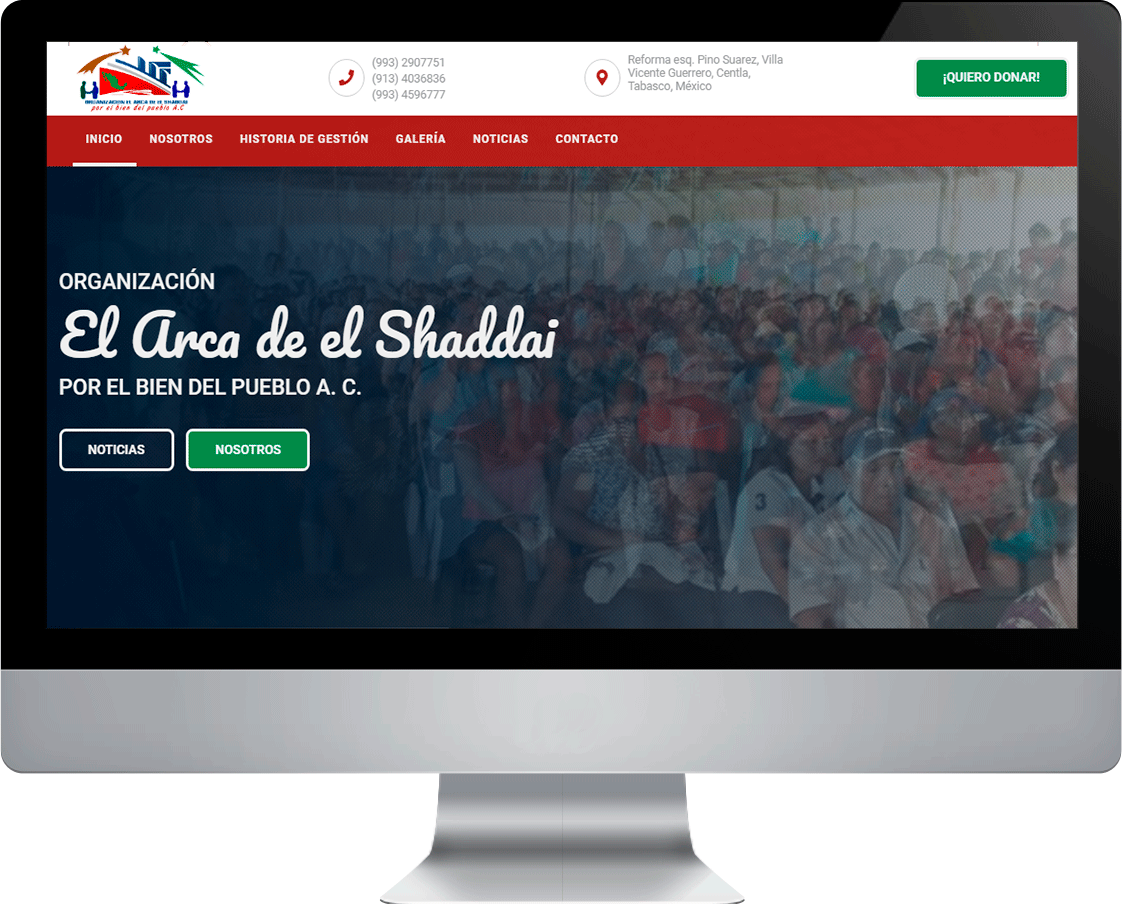 ORGANIZACIÓN EL ARCA DE EL SHADDAI
por el bien del pueblo A.C
(993) 2907751
(913) 4036836
(993) 4596777
Reforma esq. Pino Suarez, Villa
Vicente Guerrero, Centla,
Tabasco, México
¡QUIERO DONAR!
INICIO NOSOTROS HISTORIA DE GESTIÓN GALERÍA NOTICIAS CONTACTO
ORGANIZACIÓN
El Arca de el Shaddai
POR EL BIEN DEL PUEBLO A. C.
NOTICIAS NOSOTROS
3